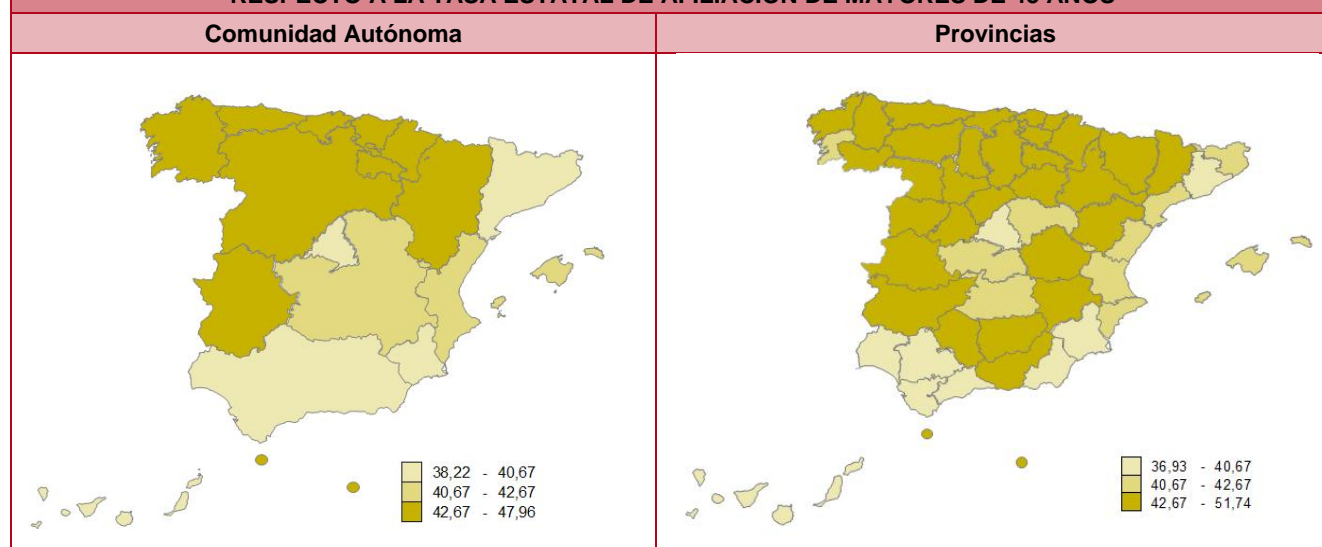 RESPECTO A LA TASA ESTATAL DE AFILIACIÓN DE MAYORES DE 45 AÑOS
Comunidad Autónoma
Provincias
38,22 - 40,67
40,67 - 42,67
42,67 - 47,96
36,93 - 40,67
40,67 - 42,67
42,67 - 51,74